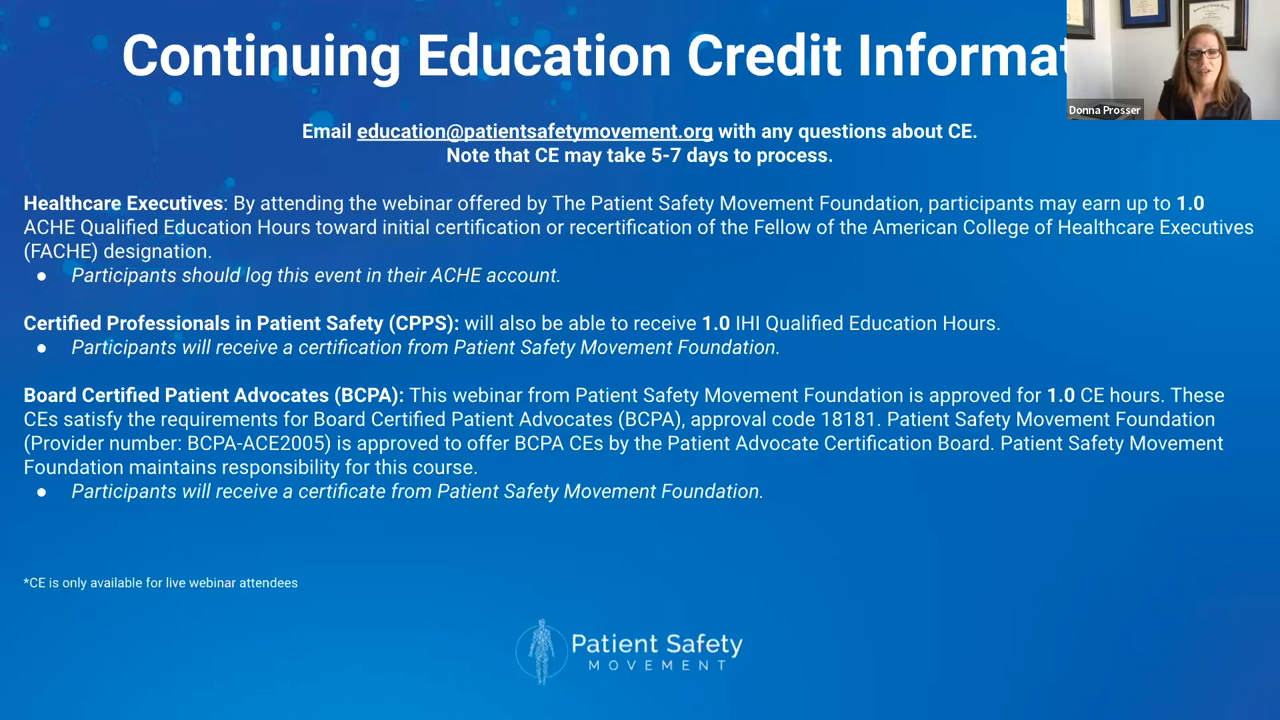 Continuing Education Credit Informat
Donna Prosser
Email education@patientsafetymovement.org with any questions about CE.
Note that CE may take 5-7 days to process.
Healthcare Executives: By attending the webinar offered by The Patient Safety Movement Foundation, participants may earn up to 1.0
ACHE Qualified Education Hours toward initial certification or recertification of the Fellow of the American College of Healthcare Executives
(FACHE) designation.
● Participants should log this event in their ACHE account.
Certified Professionals in Patient Safety (CPPS): will also be able to receive 1.0 IHI Qualified Education Hours.
● Participants will receive a certification from Patient Safety Movement Foundation.
Board Certified Patient Advocates (BCPA): This webinar from Patient Safety Movement Foundation is approved for 1.0 CE hours. These
CEs satisfy the requirements for Board Certified Patient Advocates (BCPA), approval code 18181. Patient Safety Movement Foundation
(Provider number: BCPA-ACE2005) is approved to offer BCPA CEs by the Patient Advocate Certification Board. Patient Safety Movement
Foundation maintains responsibility for this course.
● Participants will receive a certificate from Patient Safety Movement Foundation.
*CE is only available for live webinar attendees
Patient Safety
MOVEMENT